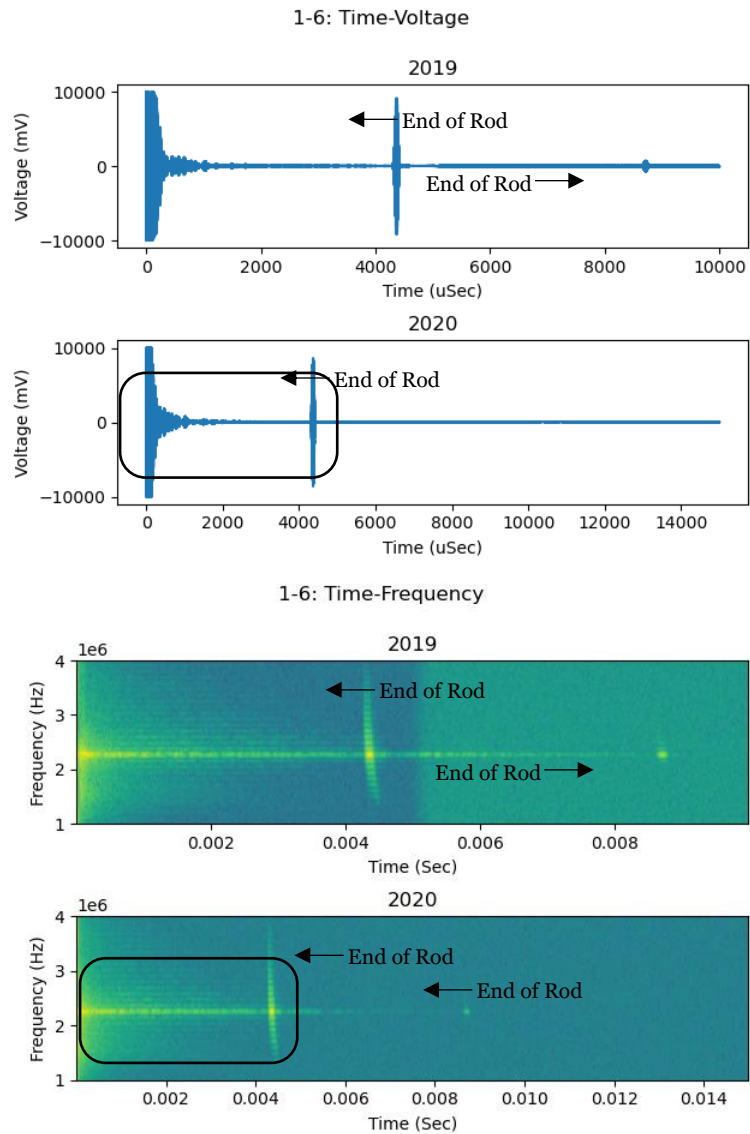 1-6: Time-Voltage
2019
10000
0
−10000
Voltage (mV)
End of Rod
End of Rod
0 2000 4000 6000 8000 10000
Time (uSec)
2020
10000
0
−10000
Voltage (mV)
End of Rod
0 2000 4000 6000 8000 10000 12000 14000
Time (uSec)
1-6: Time-Frequency
2019
1e6
4
3
2
1
Frequency (Hz)
End of Rod
End of Rod
0.002 0.004 0.006 0.008
Time (Sec)
2020
1e6
4
3
2
1
Frequency (Hz)
End of Rod
End of Rod
0.002 0.004 0.006 0.008 0.010 0.012 0.014
Time (Sec)